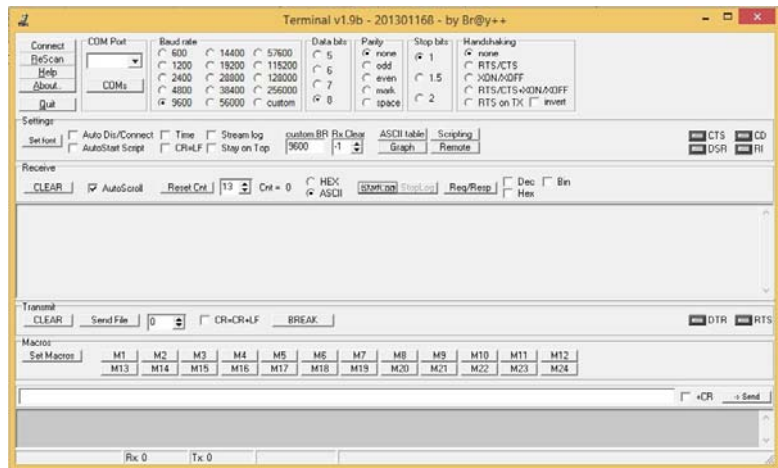 Terminal v1.9b - 20130116ß - by Br@y++
Connect
ReScan
Help
About..
Quit
COM Port
COMs
Baud rate
600 14400 57600
1200 19200 115200
2400 28800 128000
4800 38400 256000
9600 56000 custom
Data bits
5
6
7
8
Parity
none
odd
even
mark
space
Stop bits
1
1.5
2
Handshaking
none
RTS/CTS
XON/XOFF
RTS/CTS+XON/XOFF
RTS on TX invert
Settings
Set font
Auto Dis/Connect Time Stream log custom BR Rx Clear ASCII table Scripting CTS CD
AutoStart Script CR=LF Stay on Top 9600 -1 Graph Remote DSR RI
Receive
CLEAR AutoScroll Reset Cnt 13 Cnt = 0 HEX
ASCII StartLog StopLog Req/Resp Dec Bin
Hex
Transmit
CLEAR Send File 0 CR=CR+LF BREAK DTR RTS
Macros
Set Macros M1 M2 M3 M4 M5 M6 M7 M8 M9 M10 M11 M12
M13 M14 M15 M16 M17 M18 M19 M20 M21 M22 M23 M24
+CR -> Send
Rx: 0 Tx: 0